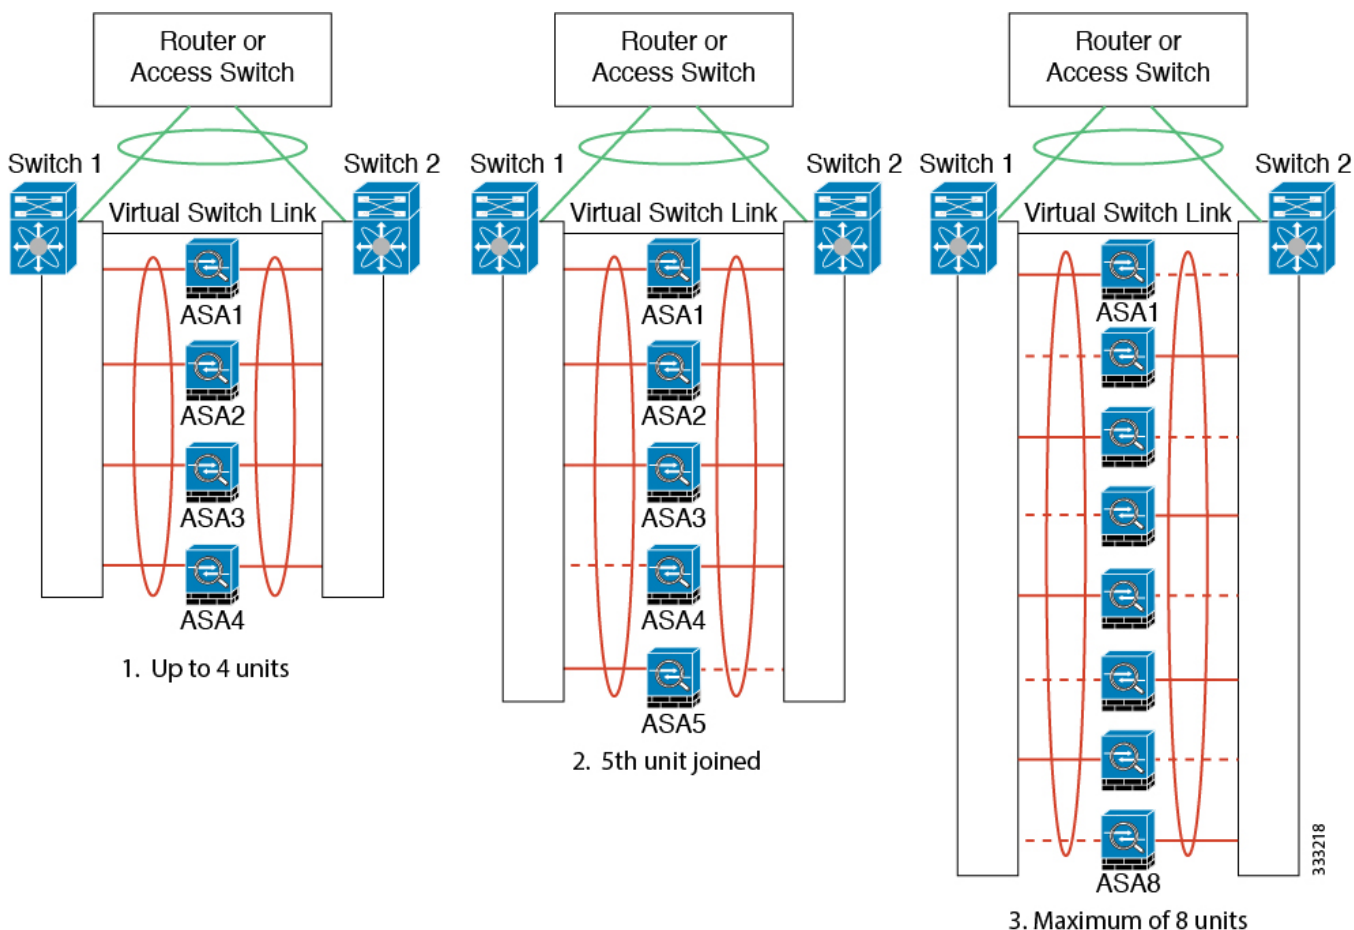 Router or
Access Switch
Switch 1
Switch 2
Virtual Switch Link
ASA1
ASA2
ASA3
ASA4
1. Up to 4 units
Router or
Access Switch
Switch 1
Switch 2
Virtual Switch Link
ASA1
ASA2
ASA3
ASA4
ASA5
2. 5th unit joined
Router or
Access Switch
Switch 1
Switch 2
Virtual Switch Link
ASA1
ASA8
3. Maximum of 8 units
333218